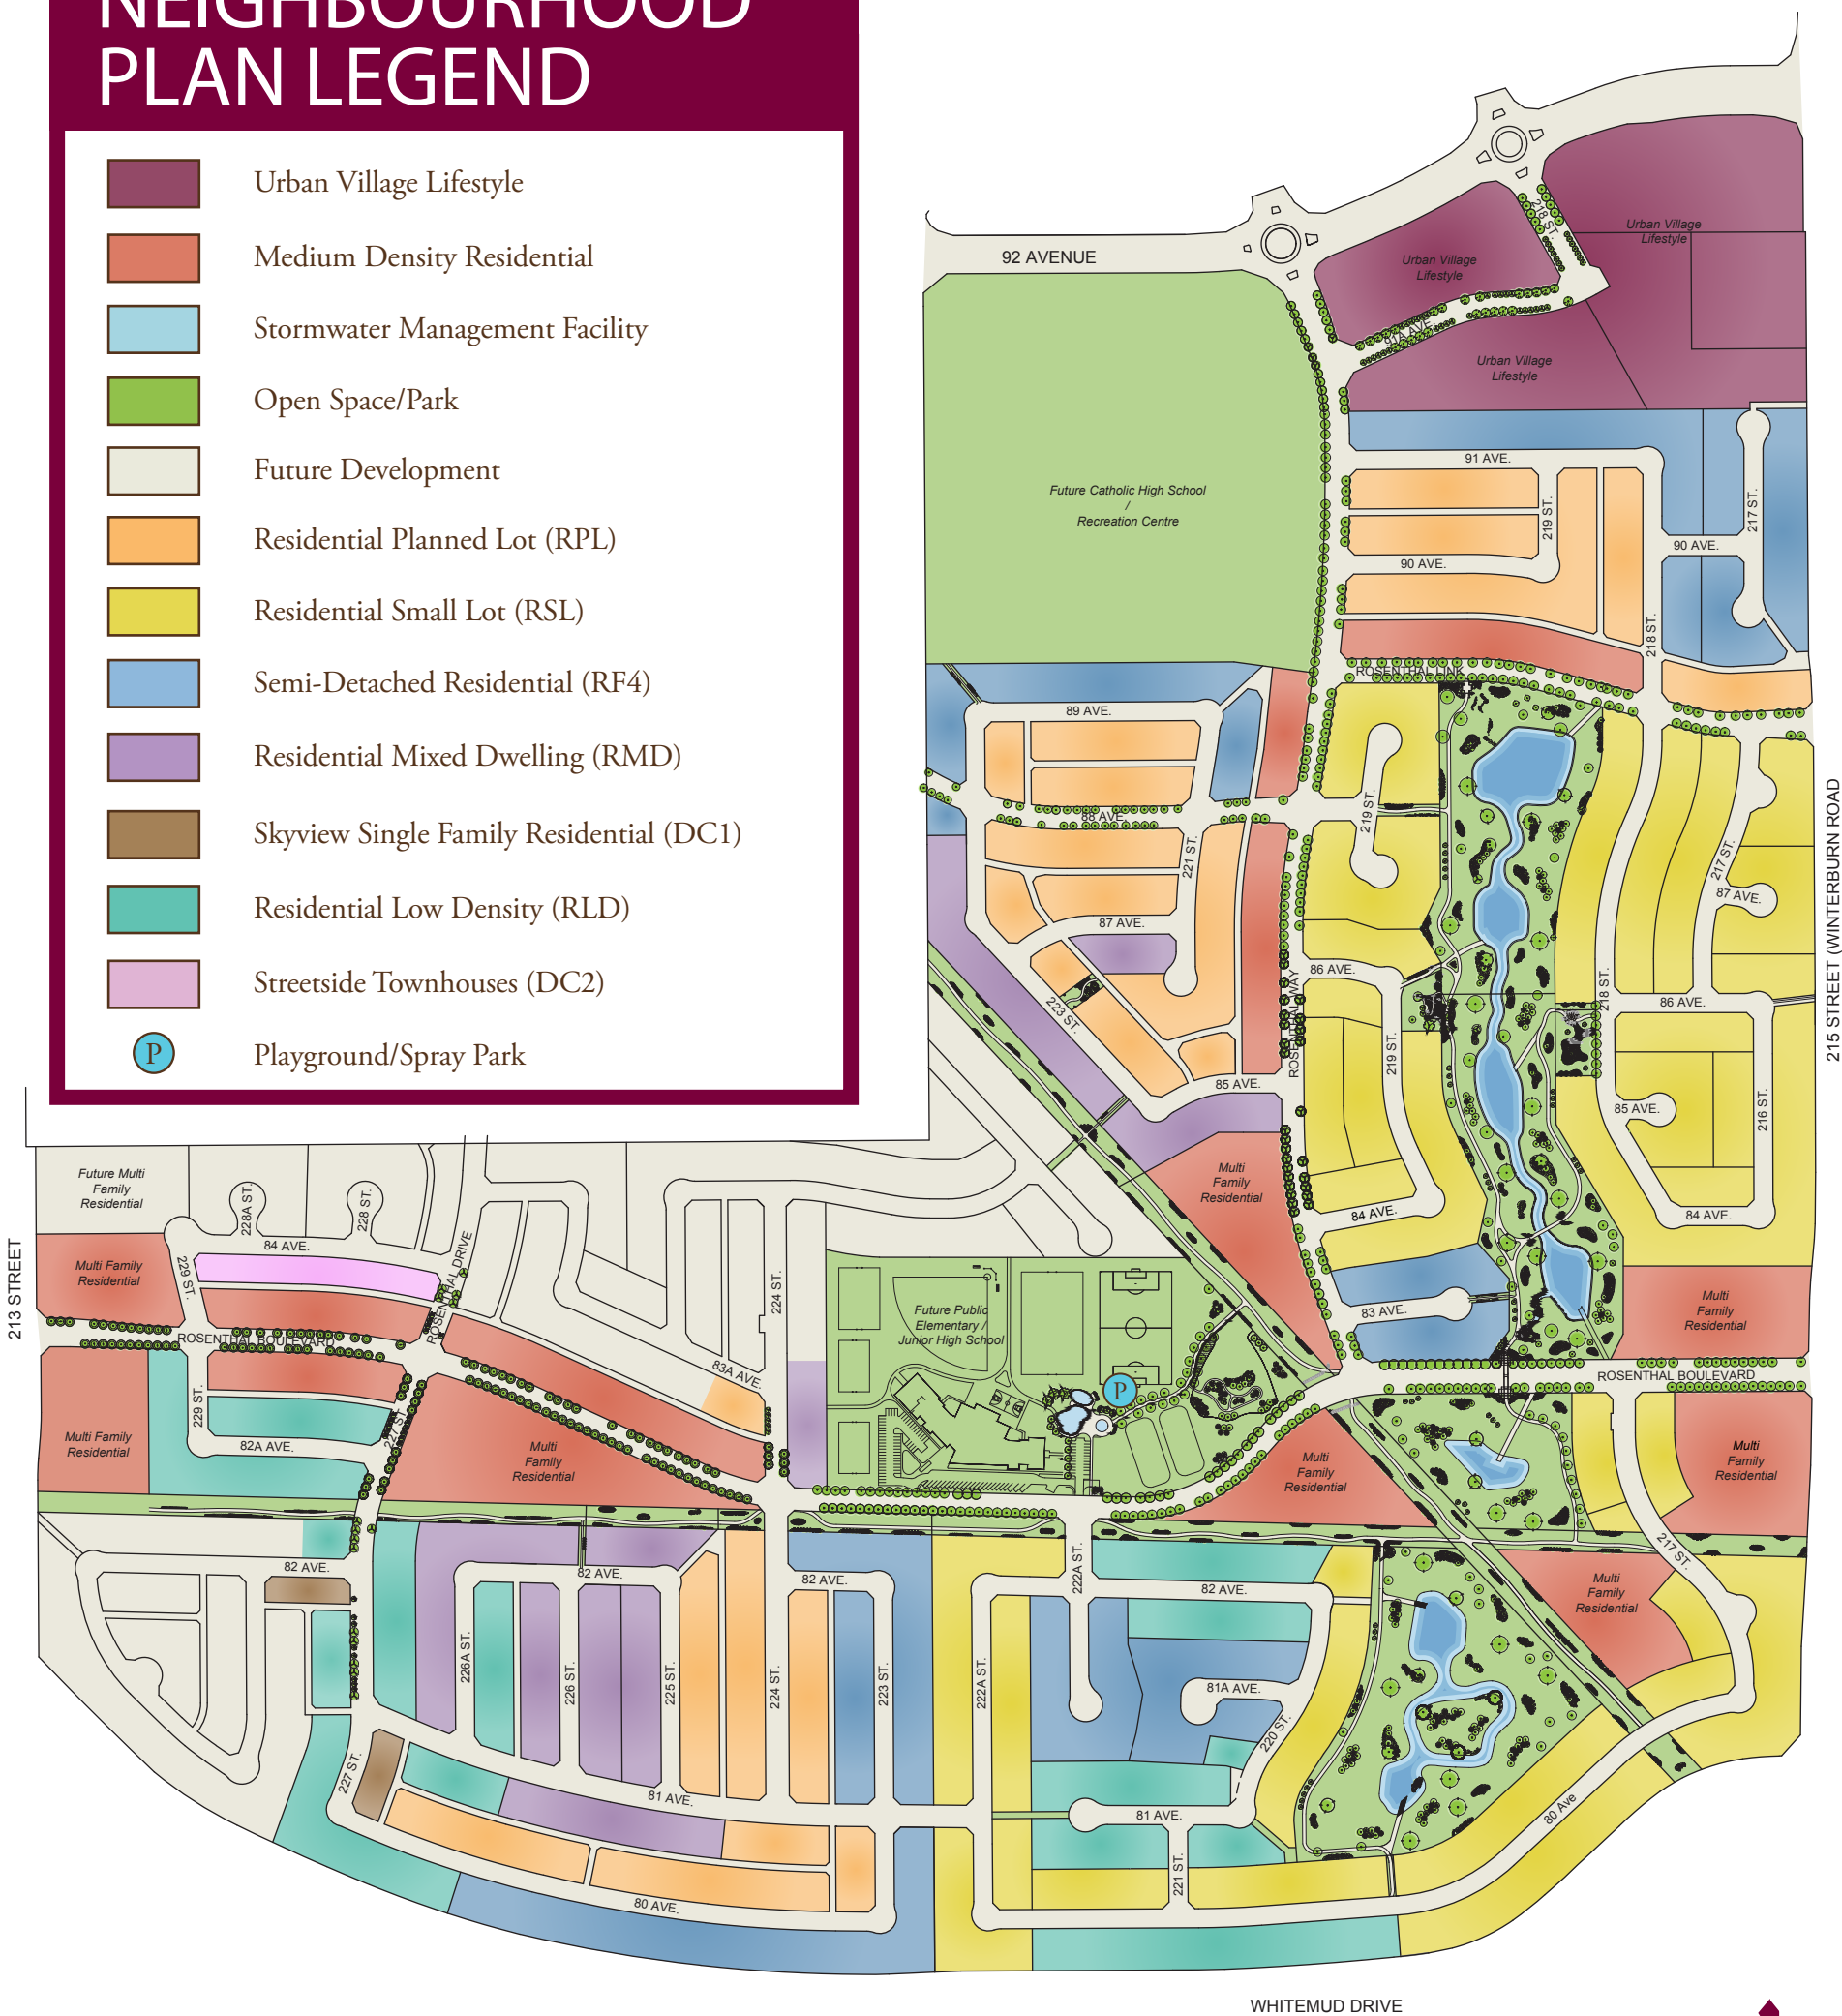 NEIGHBOURHOOD
PLAN LEGEND
Urban Village Lifestyle
Medium Density Residential
Stormwater Management Facility
Open Space/Park
Future Development
Residential Planned Lot (RPL)
Residential Small Lot (RSL)
Semi-Detached Residential (RF4)
Residential Mixed Dwelling (RMD)
Skyview Single Family Residential (DC1)
Residential Low Density (RLD)
Streetside Townhouses (DC2)
P
Playground/Spray Park
92 AVENUE
218 ST.
Urban Village
Lifestyle
Urban Village
Lifestyle
91A AVE.
Urban Village
Lifestyle
91 AVE.
Future Catholic High School
/
Recreation Centre
219 ST.
217 ST.
90 AVE.
90 AVE.
218 ST.
ROSENTHAL LINK
89 AVE.
88 AVE.
219 ST.
221 ST.
217 ST.
87 AVE.
87 AVE.
215 STREET (WINTERBURN ROAD
86 AVE.
218 ST.
86 AVE.
223 ST.
ROSENTHAL WAY
219 ST.
85 AVE.
85 AVE.
216 ST.
Multi
Family
Residential
84 AVE.
84 AVE.
Future Multi
Family
Residential
228A ST.
228 ST.
84 AVE.
213 STREET
Multi Family
Residential
229 ST.
ROSENTHAL DRIVE
224 ST.
Future Public
Elementary /
Junior High School
83 AVE.
Multi
Family
Residential
ROSENTHAL BOULEVARD
83A AVE.
P
ROSENTHAL BOULEVARD
229 ST.
227 ST.
82A AVE.
Multi Family
Residential
Multi
Family
Residential
Multi
Family
Residential
Multi
Family
Residential
217 ST.
82 AVE.
82 AVE.
82 AVE.
222A ST.
82 AVE.
Multi
Family
Residential
226A ST.
226 ST.
225 ST.
224 ST.
223 ST.
222A ST.
81A AVE.
220 ST.
227 ST.
81 AVE.
81 AVE.
80 Ave
221 ST.
80 AVE.
WHITEMUD DRIVE